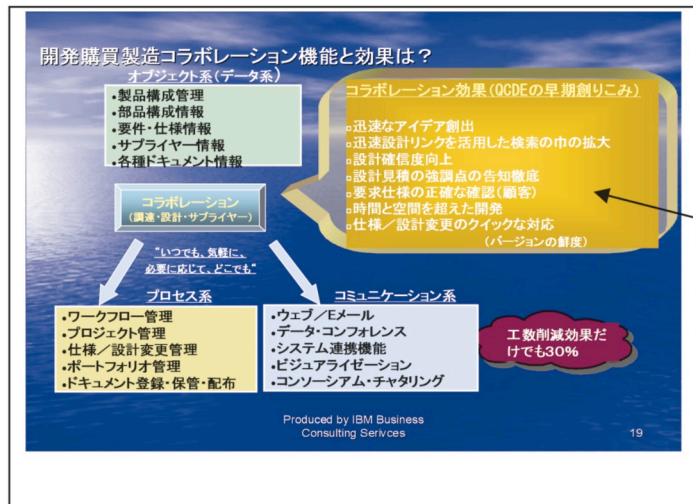 開発購買製造コラボレーション機能と効果は？
オブジェクト系(データ系)
•製品構成管理
•部品構成情報
•要件・仕様情報
•サプライヤー情報
•各種ドキュメント情報
コラボレーション効果(QCDEの早期創りこみ)
□迅速なアイデア創出
□迅速設計リンクを活用した検素の巾の拡大
□設計確信度向上
□設計見積の強調点の告知徹底
□要求仕様の正確な確認(顧客)
□時間と空間を超えた開発
□仕様／設計変更のクイックな対応
(バージョンの鮮度)
コラボレーション
(調達・設計・サプライヤー)
“いつでも、気軽に、
必要に応じて、どこでも“
プロセス系
•ワークフロー管理
•プロジェクト管理
•仕様／設計変更管理
•ポートフォリオ管理
•ドキュメント登録・保管・配布
コミュニケーション系
•ウェブ／Eメール
•データ・コンフォレンス
•システム連携機能
•ビジュアライゼーション
•コンソーシアム・チャタリング
工数削減効果だ
けでも30%
Produced by IBM Business
Consulting Serivces
19